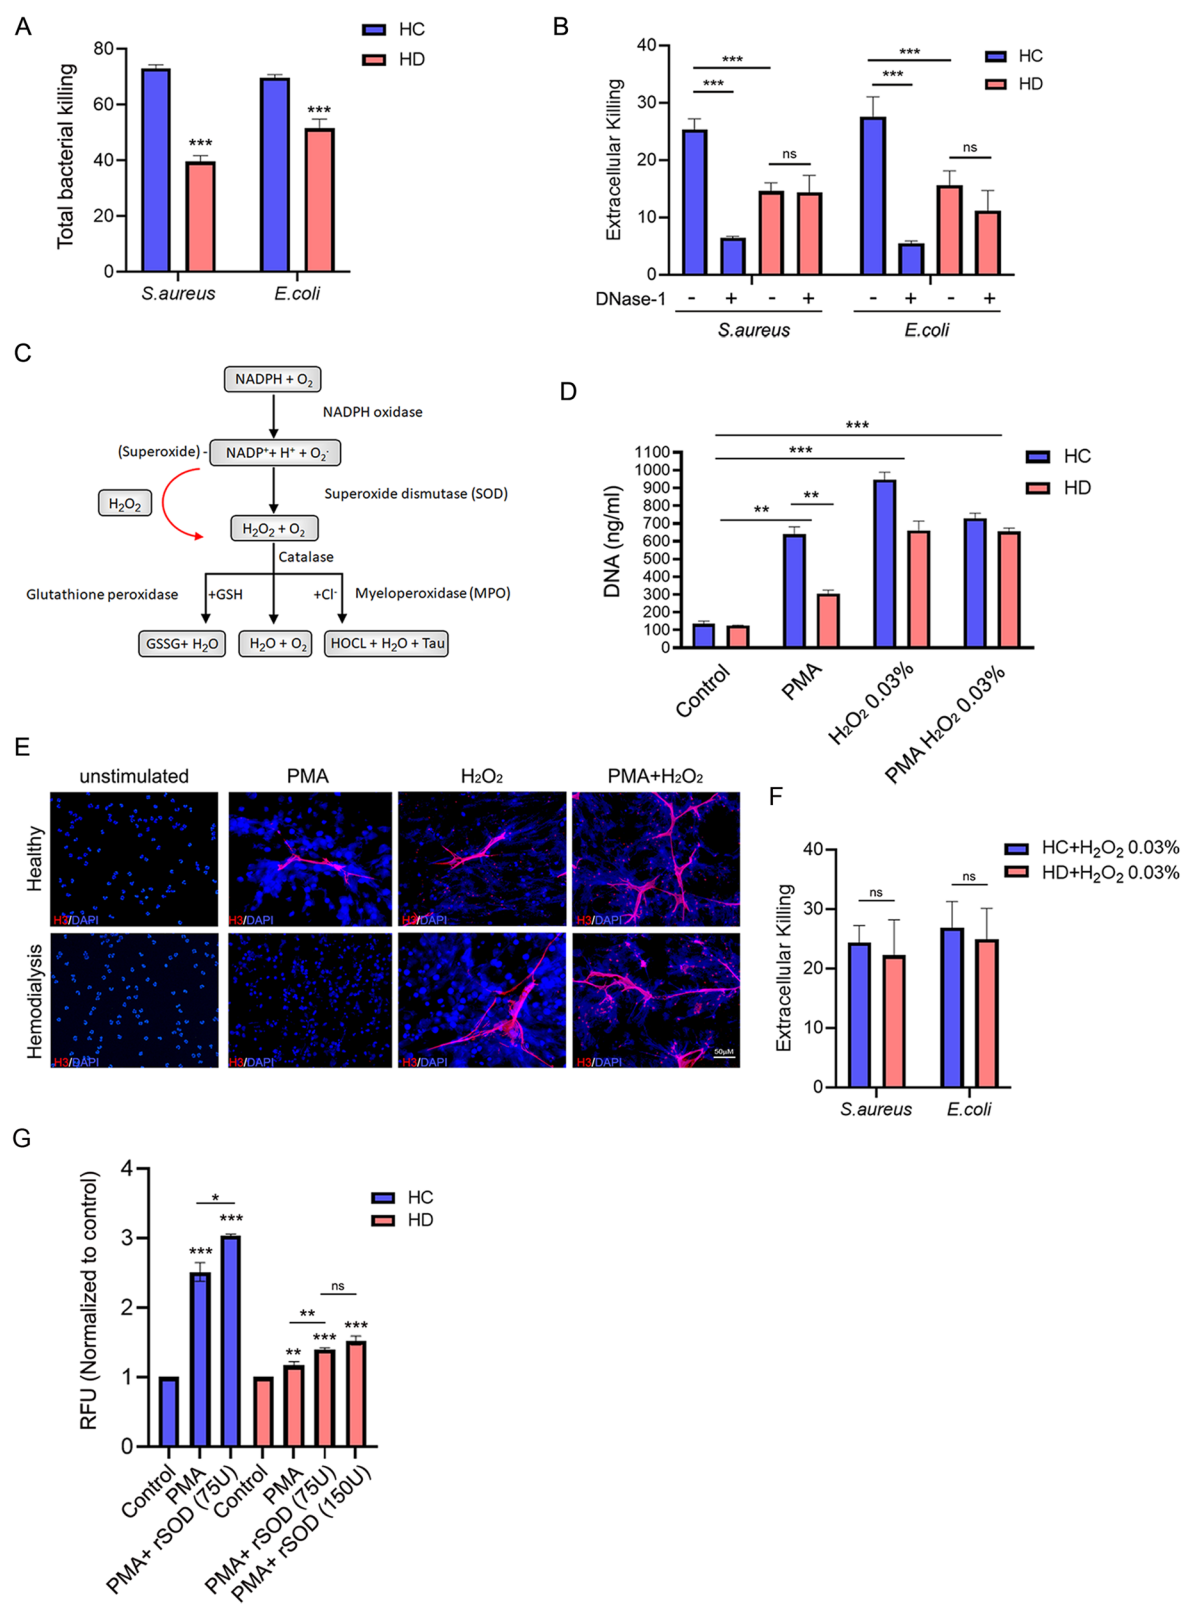 A
HC
HD
Total bacterial killing
80
60
40
20
0
***
***
S.aureus
E.coli
B
HC
HD
Extracellular Killing
40
30
20
10
0
***
***
ns
***
***
ns
DNase-1 - + - + - + - +
S.aureus
E.coli
C
NADPH + O2
NADPH oxidase
(Superoxide) -
NADP⁺+ H⁺ + O2·
H2O2
Superoxide dismutase (SOD)
H2O2 + O2
Catalase
Glutathione peroxidase
+GSH
+Cl⁻
Myeloperoxidase (MPO)
GSSG+ H2O
H2O + O2
HOCL + H2O + Tau
D
HC
HD
DNA (ng/ml)
1100
1000
900
800
700
600
500
400
300
200
100
0
***
***
**
**
Control
PMA
H2O2 0.03%
PMA H2O2 0.03%
E
unstimulated
PMA
H2O2
PMA+H2O2
Healthy
H3/DAPI
H3/DAPI
H3/DAPI
H3/DAPI
Hemodialysis
H3/DAPI
H3/DAPI
H3/DAPI
H3/DAPI
50µM
F
HC+H2O2 0.03%
HD+H2O2 0.03%
Extracellular Killing
40
30
20
10
0
ns
ns
S.aureus
E.coli
G
HC
HD
RFU (Normalized to control)
4
3
2
1
0
*
***
***
ns
**
***
***
**
Control
PMA
PMA+ rSOD (75U)
Control
PMA
PMA+ rSOD (75U)
PMA+ rSOD (150U)